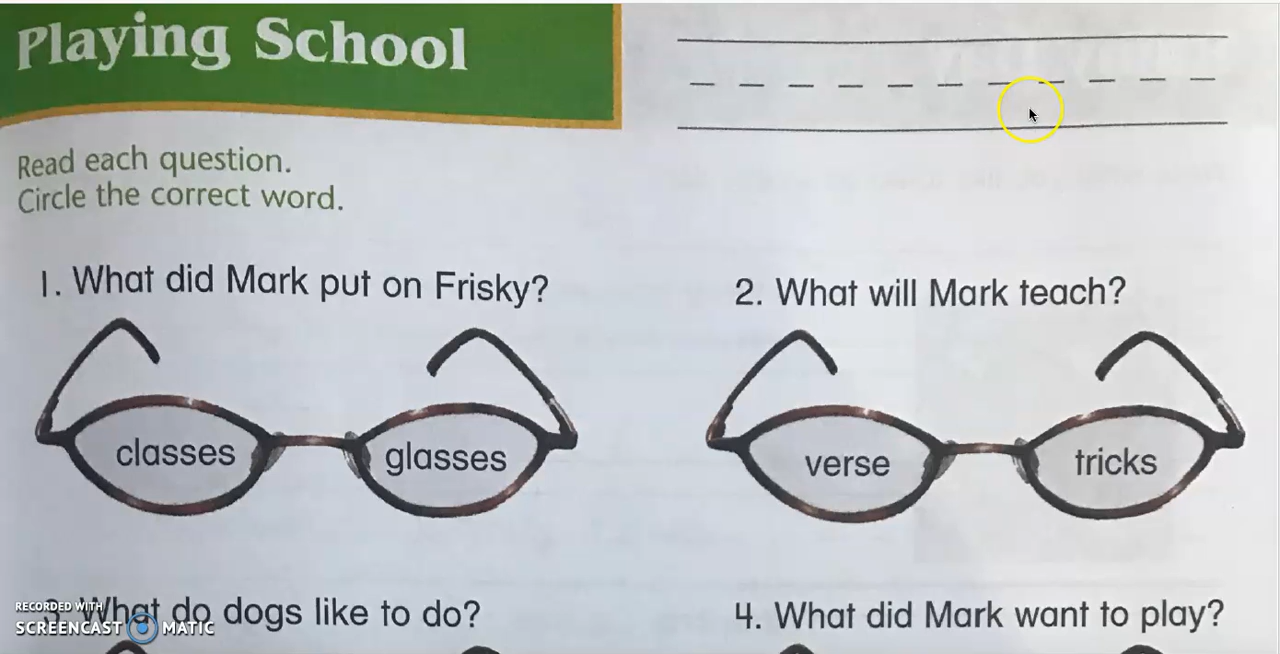 Playing School
Read each question.
Circle the correct word.
1. What did Mark put on Frisky?
classes glasses
2. What will Mark teach?
verse tricks
3. What do dogs like to do?
4. What did Mark want to play?
RECORDED WITH
SCREENCAST MATIC